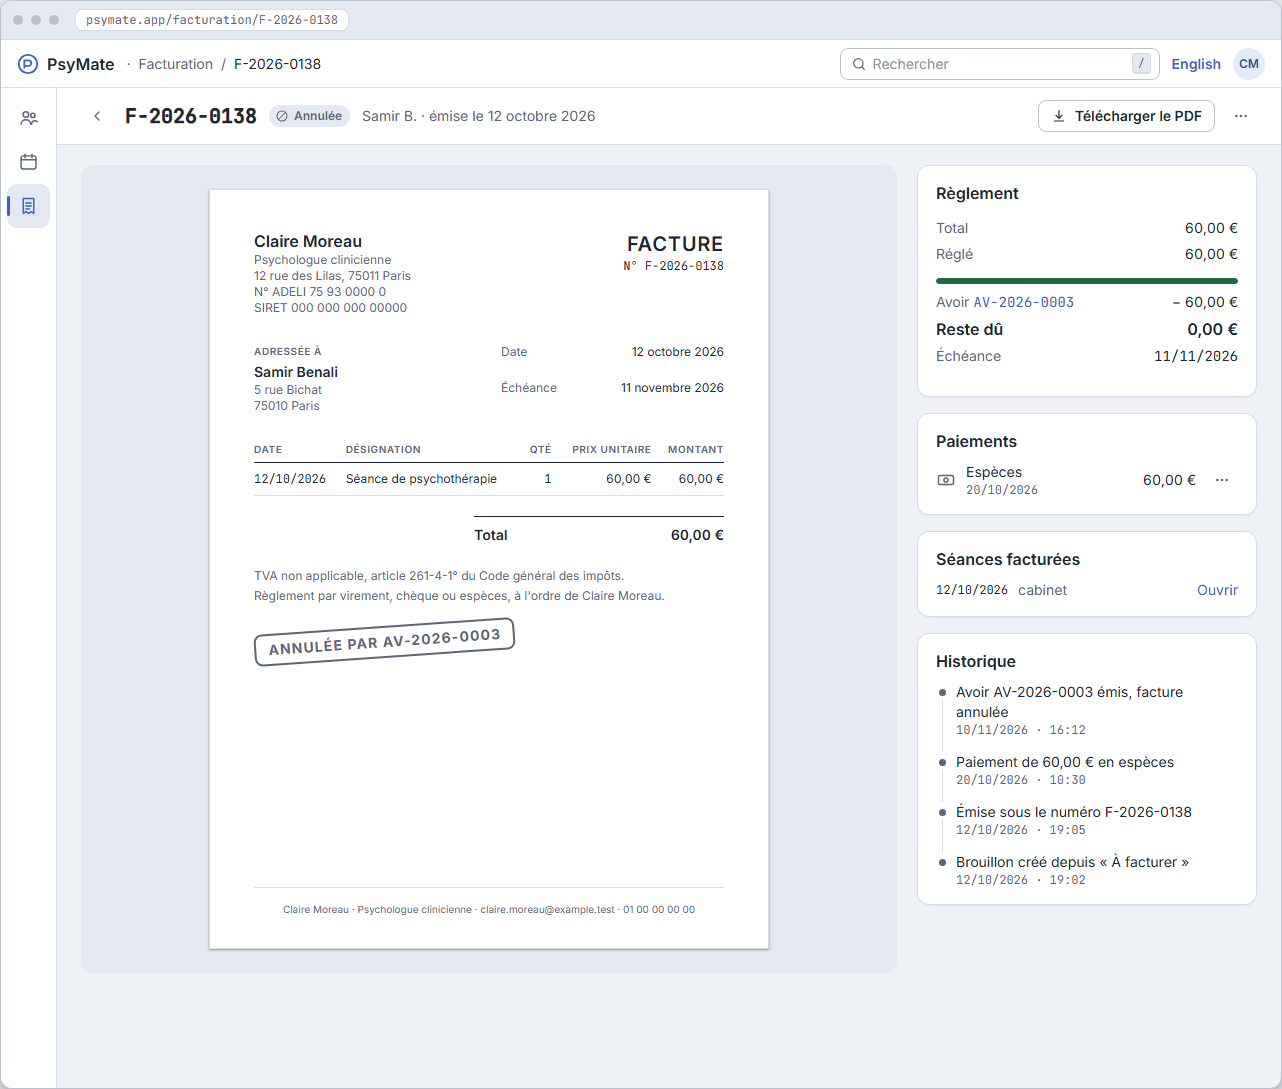 psymate.app/facturation/F-2026-0138
PsyMate · Facturation / F-2026-0138
Rechercher /
English
CM
F-2026-0138
Annulée
Samir B. · émise le 12 octobre 2026
Télécharger le PDF
Claire Moreau
Psychologue clinicienne
12 rue des Lilas, 75011 Paris
N° ADELI 75 93 0000 0
SIRET 000 000 000 00000
FACTURE
N° F-2026-0138
ADRESSÉE À
Samir Benali
5 rue Bichat
75010 Paris
Date 12 octobre 2026
Échéance 11 novembre 2026
DATE DÉSIGNATION QTÉ PRIX UNITAIRE MONTANT
12/10/2026 Séance de psychothérapie 1 60,00 € 60,00 €
Total 60,00 €
TVA non applicable, article 261-4-1° du Code général des impôts.
Règlement par virement, chèque ou espèces, à l'ordre de Claire Moreau.
ANNULÉE PAR AV-2026-0003
Claire Moreau · Psychologue clinicienne · claire.moreau@example.test · 01 00 00 00 00
Règlement
Total 60,00 €
Réglé 60,00 €
Avoir AV-2026-0003 − 60,00 €
Reste dû 0,00 €
Échéance 11/11/2026
Paiements
Espèces
20/10/2026
60,00 €
Séances facturées
12/10/2026 cabinet Ouvrir
Historique
Avoir AV-2026-0003 émis, facture
annulée
10/11/2026 · 16:12
Paiement de 60,00 € en espèces
20/10/2026 · 10:30
Émise sous le numéro F-2026-0138
12/10/2026 · 19:05
Brouillon créé depuis « À facturer »
12/10/2026 · 19:02